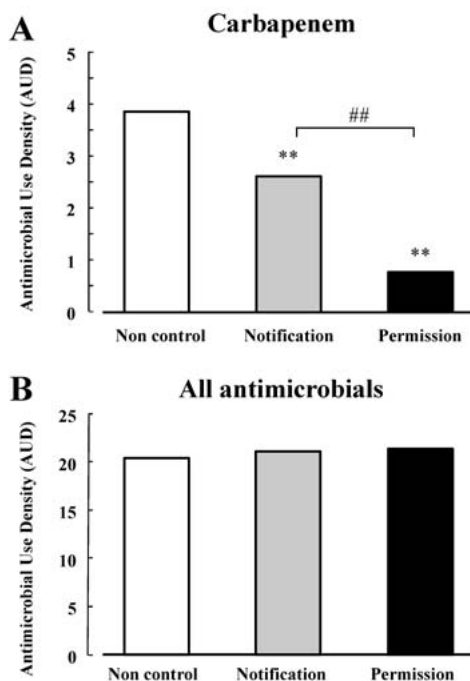 A
Carbapenem
Antimicrobial Use Density (AUD)
5
4
3
2
1
0
**
##
**
Non control
Notification
Permission
B
All antimicrobials
Antimicrobial Use Density (AUD)
25
20
15
10
5
0
Non control
Notification
Permission